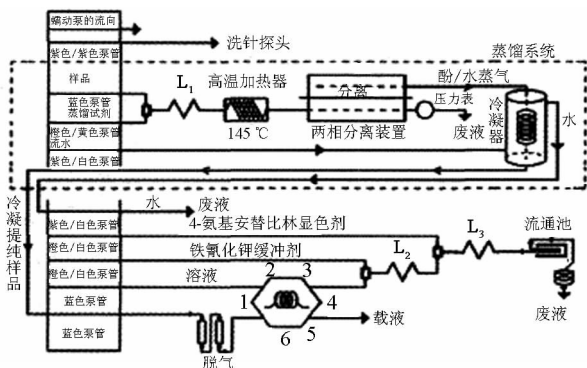 蠕动泵的流向
紫色/紫色泵管
洗针探头
蒸馏系统
样品
L₁
高温加热器
分离
酚/水蒸气
压力表
蓝色泵管
蒸馏试剂
145 ℃
两相分离装置
废液
冷凝器
水
橙色/黄色泵管
流水
紫色/白色泵管
冷凝提纯样品
水
废液
紫色/白色泵管
4-氨基安替比林显色剂
L₃
流通池
橙色/白色泵管
铁氰化钾缓冲剂
L₂
橙色/白色泵管
溶液
2
3
1
4
废液
蓝色泵管
6
5
载液
蓝色泵管
脱气